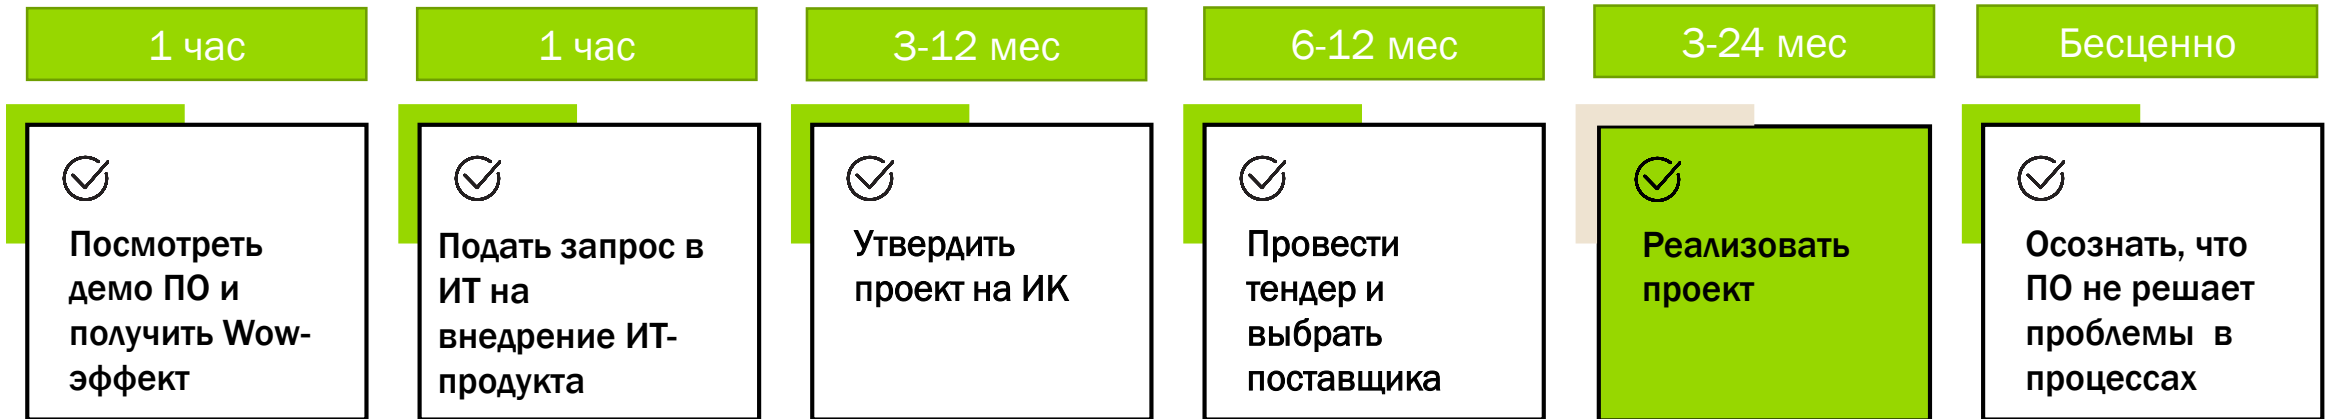 1 час
1 час
3-12 мес
6-12 мес
3-24 мес
Бесценно
Посмотреть
демо ПО и
получить Wow-
эффект
Подать запрос в
ИТ на
внедрение ИТ-
продукта
Утвердить
проект на ИК
Провести
тендер и
выбрать
поставщика
Реализовать
проект
Осознать, что
ПО не решает
проблемы в
процессах